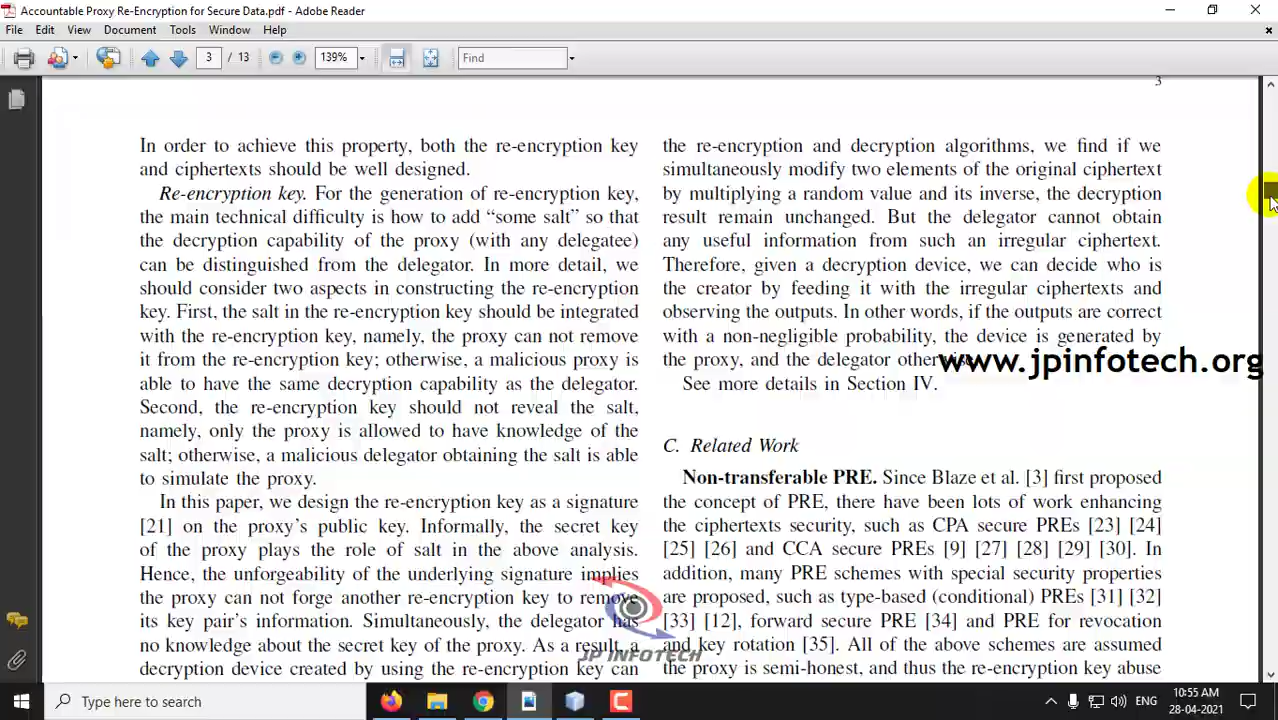 Accountable Proxy Re-Encryption for Secure Data.pdf - Adobe Reader
File Edit View Document Tools Window Help
3 / 13 139% Find
3
In order to achieve this property, both the re-encryption key
and ciphertexts should be well designed.
Re-encryption key. For the generation of re-encryption key,
the main technical difficulty is how to add “some salt” so that
the decryption capability of the proxy (with any delegatee)
can be distinguished from the delegator. In more detail, we
should consider two aspects in constructing the re-encryption
key. First, the salt in the re-encryption key should be integrated
with the re-encryption key, namely, the proxy can not remove
it from the re-encryption key; otherwise, a malicious proxy is
able to have the same decryption capability as the delegator.
Second, the re-encryption key should not reveal the salt,
namely, only the proxy is allowed to have knowledge of the
salt; otherwise, a malicious delegator obtaining the salt is able
to simulate the proxy.
In this paper, we design the re-encryption key as a signature
[21] on the proxy’s public key. Informally, the secret key
of the proxy plays the role of salt in the above analysis.
Hence, the unforgeability of the underlying signature implies
the proxy can not forge another re-encryption key to remove
its key pair’s information. Simultaneously, the delegator has
no knowledge about the secret key of the proxy. As a result, a
decryption device created by using the re-encryption key can
the re-encryption and decryption algorithms, we find if we
simultaneously modify two elements of the original ciphertext
by multiplying a random value and its inverse, the decryption
result remain unchanged. But the delegator cannot obtain
any useful information from such an irregular ciphertext.
Therefore, given a decryption device, we can decide who is
the creator by feeding it with the irregular ciphertexts and
observing the outputs. In other words, if the outputs are correct
with a non-negligible probability, the device is generated by
the proxy, and the delegator otherwise.
www.jpinfotech.org
See more details in Section IV.
C. Related Work
Non-transferable PRE. Since Blaze et al. [3] first proposed
the concept of PRE, there have been lots of work enhancing
the ciphertexts security, such as CPA secure PREs [23] [24]
[25] [26] and CCA secure PREs [9] [27] [28] [29] [30]. In
addition, many PRE schemes with special security properties
are proposed, such as type-based (conditional) PREs [31] [32]
[33] [12], forward secure PRE [34] and PRE for revocation
and key rotation [35]. All of the above schemes are assumed
the proxy is semi-honest, and thus the re-encryption key abuse
JP INFOTECH
Type here to search
ENG
10:55 AM
28-04-2021